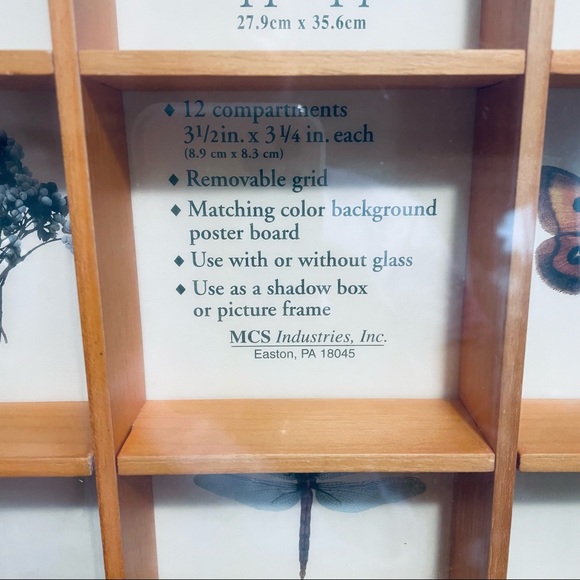 27.9cm x 35.6cm
♦ 12 compartments
3 1/2in. x 3 1/4 in. each
(8.9 cm x 8.3 cm)
♦ Removable grid
♦ Matching color background
poster board
♦ Use with or without glass
♦ Use as a shadow box
or picture frame
MCS Industries, Inc.
Easton, PA 18045